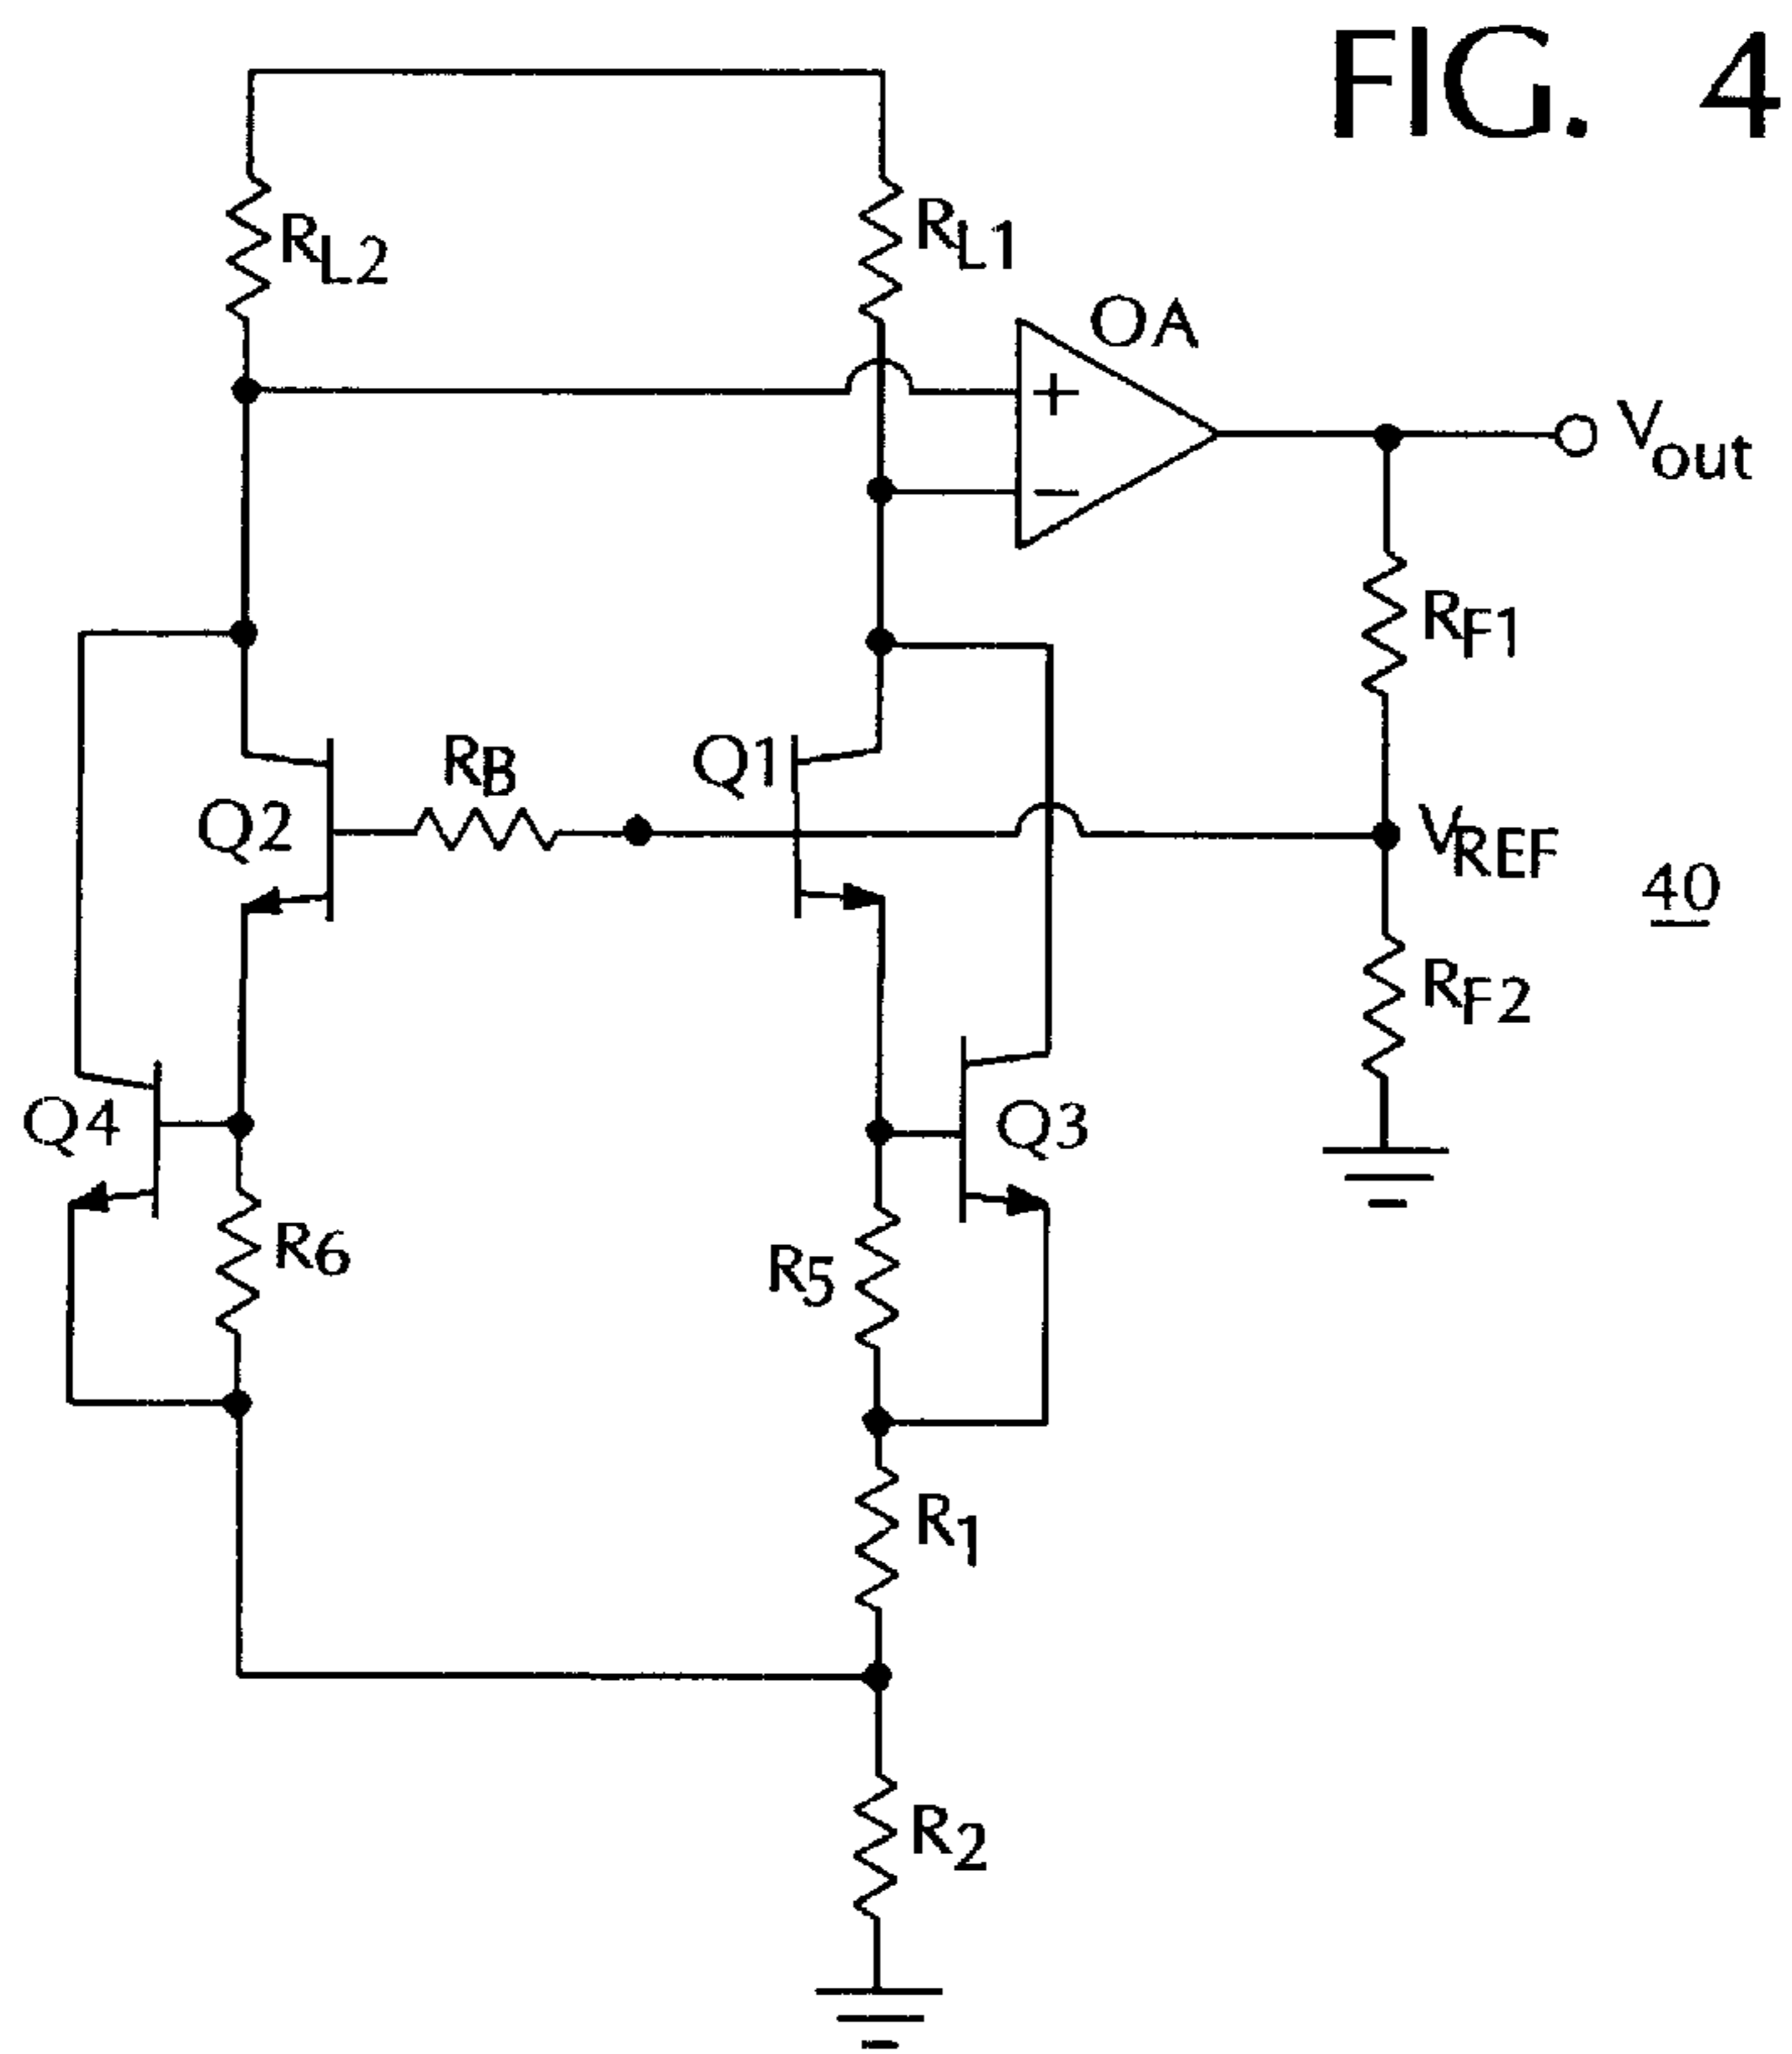 FIG. 4
RL2
RL1
OA
+
−
Vout
RF1
RB
Q1
Q2
VREF
40
RF2
Q4
Q3
R6
R5
R1
R2